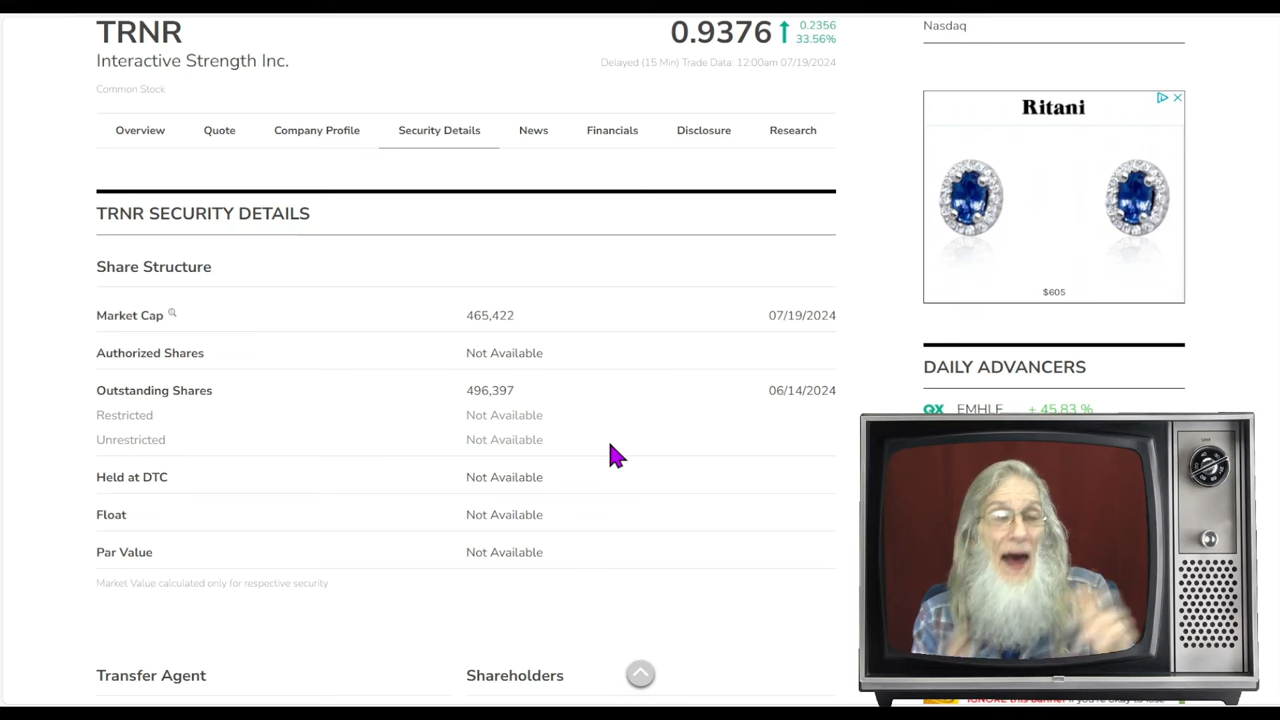 TRNR
0.9376
0.2356
33.56%
Interactive Strength Inc.
Delayed (15 Min) Trade Data: 12:00am 07/19/2024
Common Stock
Overview Quote Company Profile Security Details News Financials Disclosure Research
TRNR SECURITY DETAILS
Share Structure
Market Cap 465,422 07/19/2024
Authorized Shares Not Available
Outstanding Shares 496,397 06/14/2024
Restricted Not Available
Unrestricted Not Available
Held at DTC Not Available
Float Not Available
Par Value Not Available
Market Value calculated only for respective security
Transfer Agent Shareholders
Nasdaq
Ritani
$605
DAILY ADVANCERS
QX EMHLE + 45.83 %